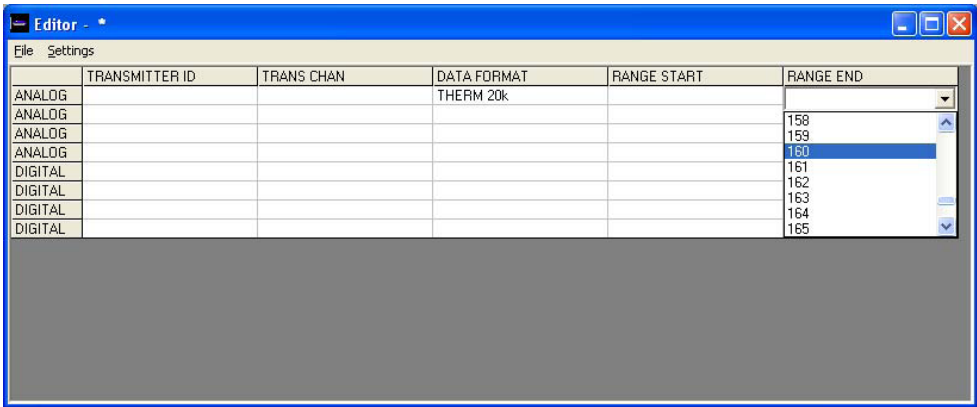 Editor - *
File Settings
TRANSMITTER ID TRANS CHAN DATA FORMAT RANGE START RANGE END
ANALOG THERM 20k
ANALOG
ANALOG
ANALOG
DIGITAL
DIGITAL
DIGITAL
DIGITAL
158
159
160
161
162
163
164
165